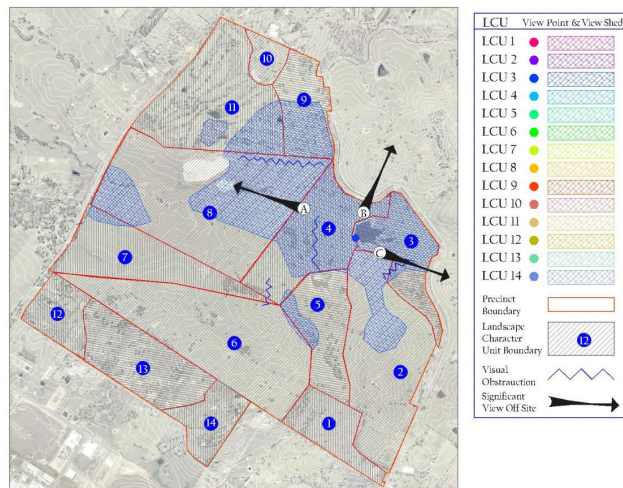 10
9
11
A
B
8
4
3
C
7
5
12
6
2
13
14
1
LCU View Point & View Shed
LCU 1
LCU 2
LCU 3
LCU 4
LCU 5
LCU 6
LCU 7
LCU 8
LCU 9
LCU 10
LCU 11
LCU 12
LCU 13
LCU 14
Precinct
Boundary
Landscape
Character
Unit Boundary
12
Visual
Obstrauction
Significant
View Off Site